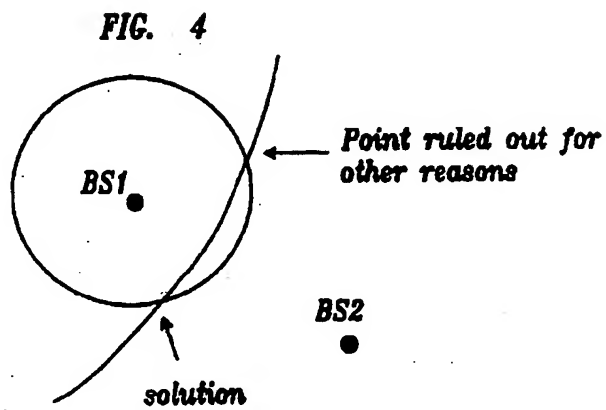 FIG. 4
Point ruled out for
other reasons
BS1
BS2
solution